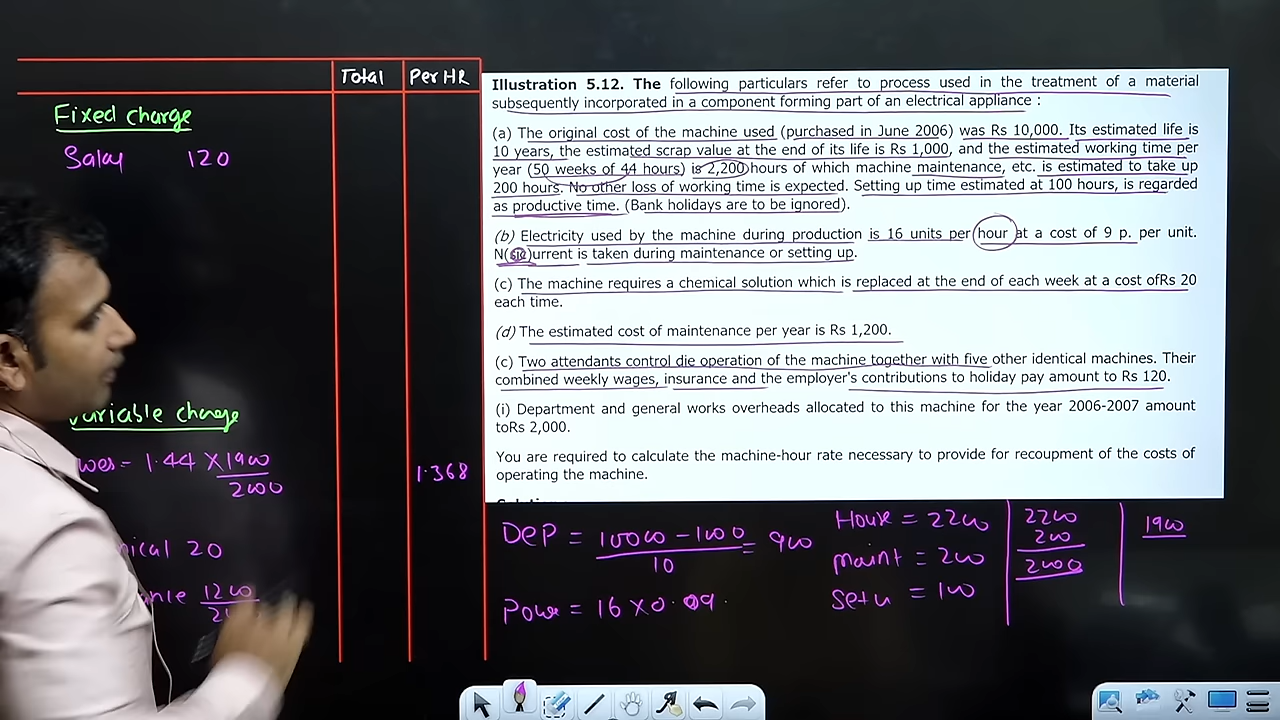 Total Per HR
Fixed charge
Salay 120
variable charge
= 1.44 X 1900
2000
1.368
20
1200
Illustration 5.12. The following particulars refer to process used in the treatment of a material
subsequently incorporated in a component forming part of an electrical appliance :
(a) The original cost of the machine used (purchased in June 2006) was Rs 10,000. Its estimated life is
10 years, the estimated scrap value at the end of its life is Rs 1,000, and the estimated working time per
year (50 weeks of 44 hours) is 2,200 hours of which machine maintenance, etc. is estimated to take up
200 hours. No other loss of working time is expected. Setting up time estimated at 100 hours, is regarded
as productive time. (Bank holidays are to be ignored).
(b) Electricity used by the machine during production is 16 units per hour at a cost of 9 p. per unit.
N(sic)urrent is taken during maintenance or setting up.
(c) The machine requires a chemical solution which is replaced at the end of each week at a cost ofRs 20
each time.
(d) The estimated cost of maintenance per year is Rs 1,200.
(c) Two attendants control die operation of the machine together with five other identical machines. Their
combined weekly wages, insurance and the employer's contributions to holiday pay amount to Rs 120.
(i) Department and general works overheads allocated to this machine for the year 2006-2007 amount
toRs 2,000.
You are required to calculate the machine-hour rate necessary to provide for recoupment of the costs of
operating the machine.
DEP = 10000 - 1000 = 900
10
Power = 16 X 0.09
House = 2200 2200 1900
maint = 200 200
2000
Setu = 100